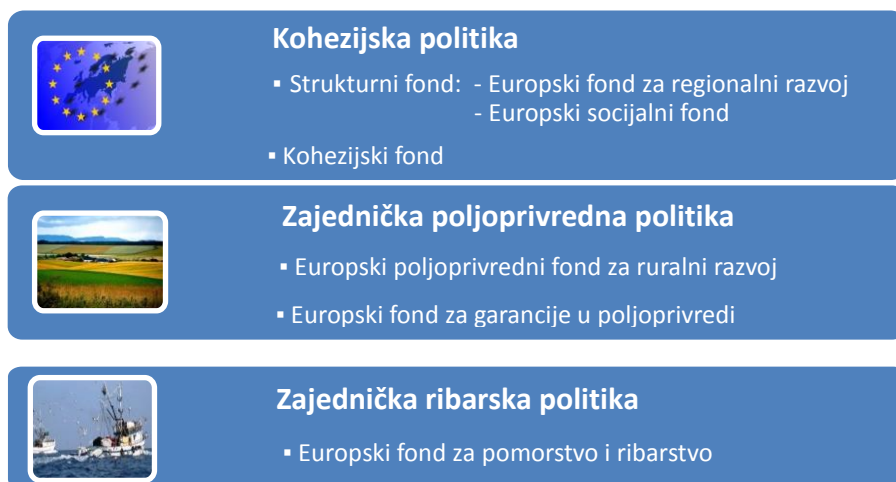 Kohezijska politika
▪ Strukturni fond: - Europski fond za regionalni razvoj
- Europski socijalni fond
▪ Kohezijski fond
Zajednička poljoprivredna politika
▪ Europski poljoprivredni fond za ruralni razvoj
▪ Europski fond za garancije u poljoprivredi
Zajednička ribarska politika
▪ Europski fond za pomorstvo i ribarstvo